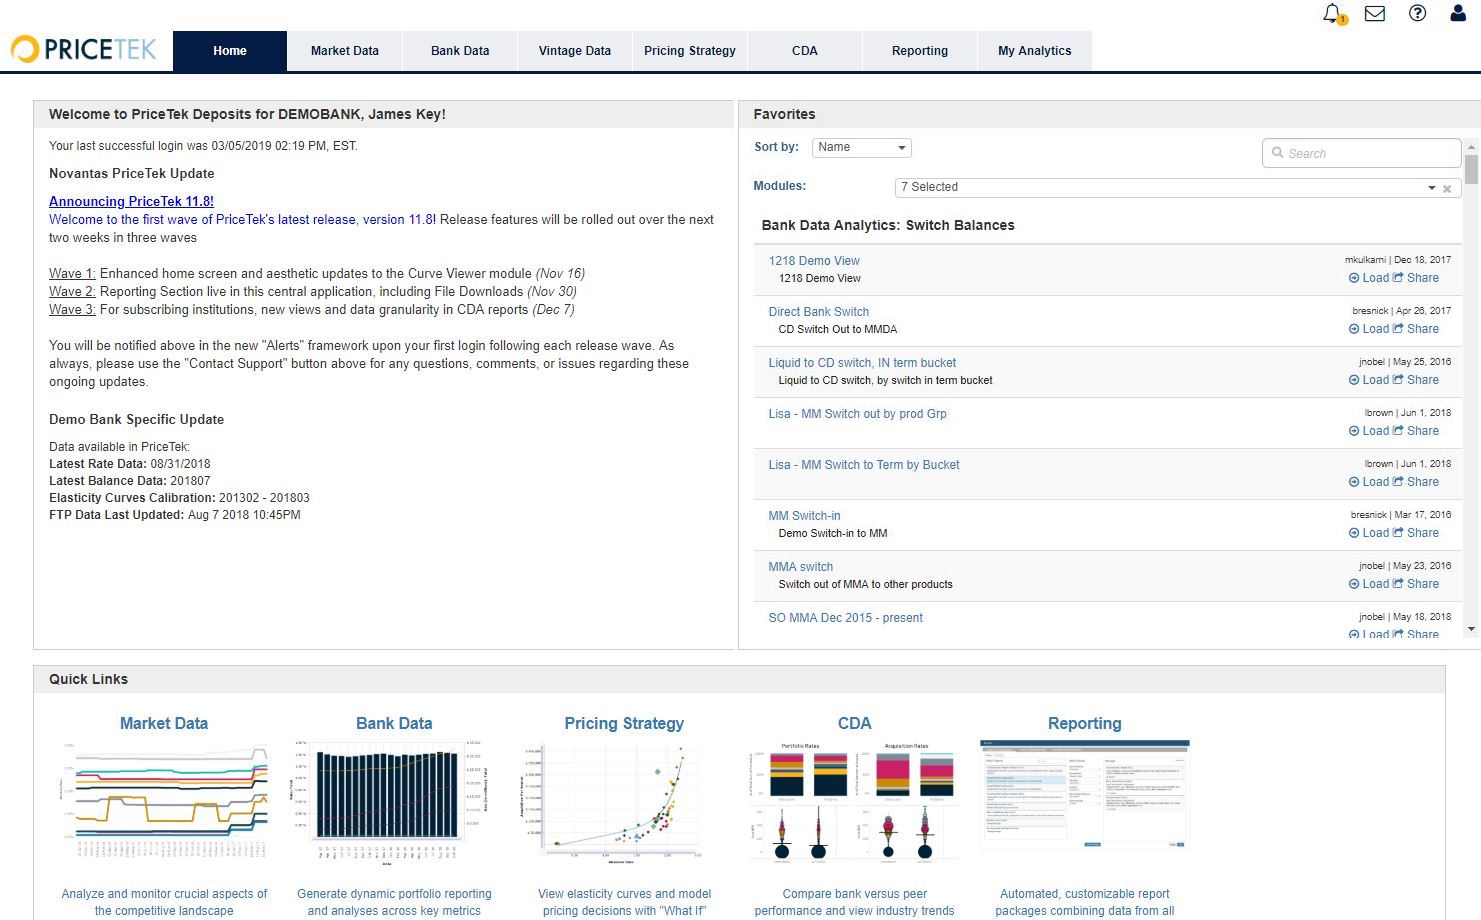 1
PRICETEK
Home
Market Data
Bank Data
Vintage Data
Pricing Strategy
CDA
Reporting
My Analytics
Welcome to PriceTek Deposits for DEMOBANK, James Key!
Your last successful login was 03/05/2019 02:19 PM, EST.
Novantas PriceTek Update
Announcing PriceTek 11.8!
Welcome to the first wave of PriceTek's latest release, version 11.8! Release features will be rolled out over the next
two weeks in three waves
Wave 1: Enhanced home screen and aesthetic updates to the Curve Viewer module (Nov 16)
Wave 2: Reporting Section live in this central application, including File Downloads (Nov 30)
Wave 3: For subscribing institutions, new views and data granularity in CDA reports (Dec 7)
You will be notified above in the new "Alerts" framework upon your first login following each release wave. As
always, please use the "Contact Support" button above for any questions, comments, or issues regarding these
ongoing updates.
Demo Bank Specific Update
Data available in PriceTek:
Latest Rate Data: 08/31/2018
Latest Balance Data: 201807
Elasticity Curves Calibration: 201302 - 201803
FTP Data Last Updated: Aug 7 2018 10:45PM
Favorites
Sort by: Name
Search
Modules: 7 Selected
Bank Data Analytics: Switch Balances
1218 Demo View
mkulkarni | Dec 18, 2017
1218 Demo View
Load Share
Direct Bank Switch
bresnick | Apr 26, 2017
CD Switch Out to MMDA
Load Share
Liquid to CD switch, IN term bucket
jnobel | May 25, 2016
Liquid to CD switch, by switch in term bucket
Load Share
Lisa - MM Switch out by prod Grp
lbrown | Jun 1, 2018
Load Share
Lisa - MM Switch to Term by Bucket
lbrown | Jun 1, 2018
Load Share
MM Switch-in
bresnick | Mar 17, 2016
Demo Switch-in to MM
Load Share
MMA switch
jnobel | May 23, 2016
Switch out of MMA to other products
Load Share
SO MMA Dec 2015 - present
jnobel | May 18, 2018
Load Share
Quick Links
Market Data
Bank Data
Pricing Strategy
CDA
Reporting
Portfolio Rates
Acquisition Rates
Analyze and monitor crucial aspects of
the competitive landscape
Generate dynamic portfolio reporting
and analyses across key metrics
View elasticity curves and model
pricing decisions with "What If"
Compare bank versus peer
performance and view industry trends
Automated, customizable report
packages combining data from all